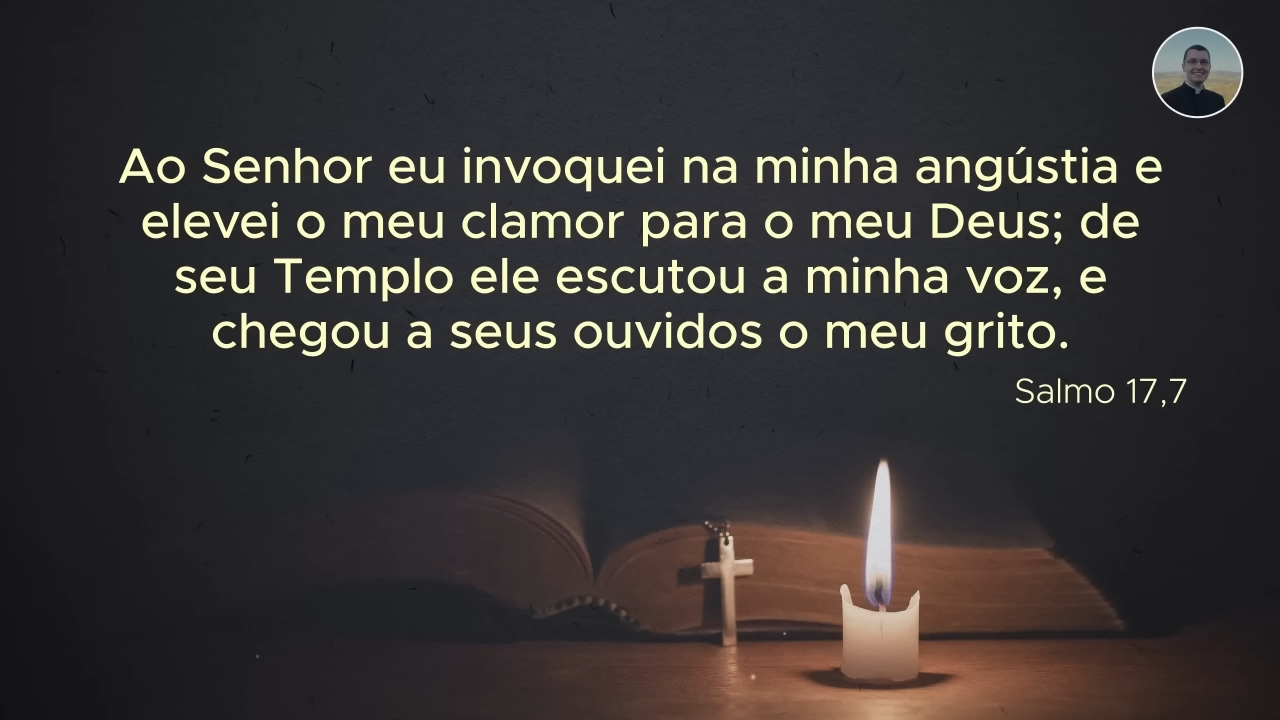 Ao Senhor eu invoquei na minha angústia e
elevei o meu clamor para o meu Deus; de
seu Templo ele escutou a minha voz, e
chegou a seus ouvidos o meu grito.
Salmo 17,7